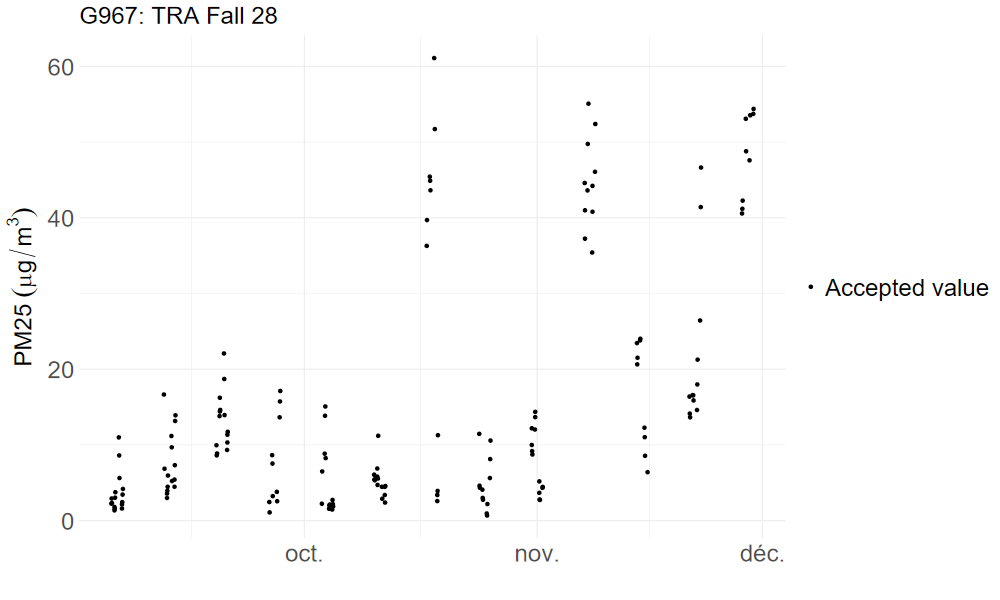 G967: TRA Fall 28
PM25 (μg/m³)
60
40
20
0
oct.
nov.
déc.
Accepted value